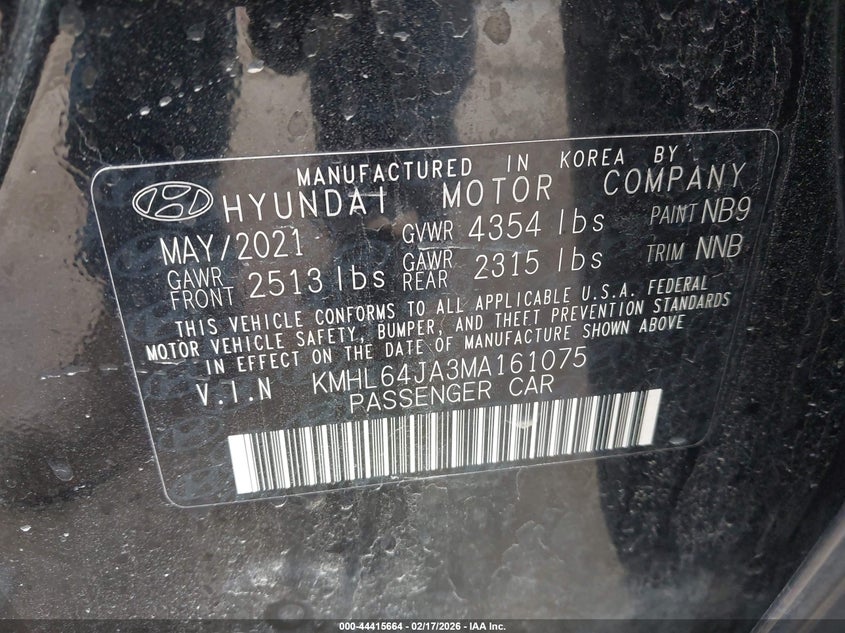 MANUFACTURED IN KOREA BY
HYUNDAI MOTOR COMPANY
MAY/2021 GVWR 4354 lbs PAINT NB9
GAWR FRONT 2513 lbs GAWR REAR 2315 lbs TRIM NNB
THIS VEHICLE CONFORMS TO ALL APPLICABLE U.S.A. FEDERAL
MOTOR VEHICLE SAFETY, BUMPER, AND THEFT PREVENTION STANDARDS
IN EFFECT ON THE DATE OF MANUFACTURE SHOWN ABOVE
V.I.N KMHL64JA3MA161075
PASSENGER CAR
000-44415664 - 02/17/2026 - IAA Inc.